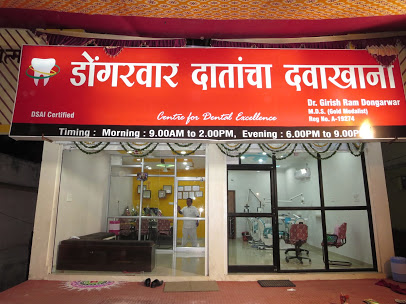 डोंगरवार दातांचा दवाखाना
DSAI Certified
Centre for Dental Excellence
Dr. Girish Ram Dongarwar
M.D.S. (Gold Medalist)
Reg No. A-19274
Timing : Morning : 9.00AM to 2.00PM, Evening : 6.00PM to 9.00PM